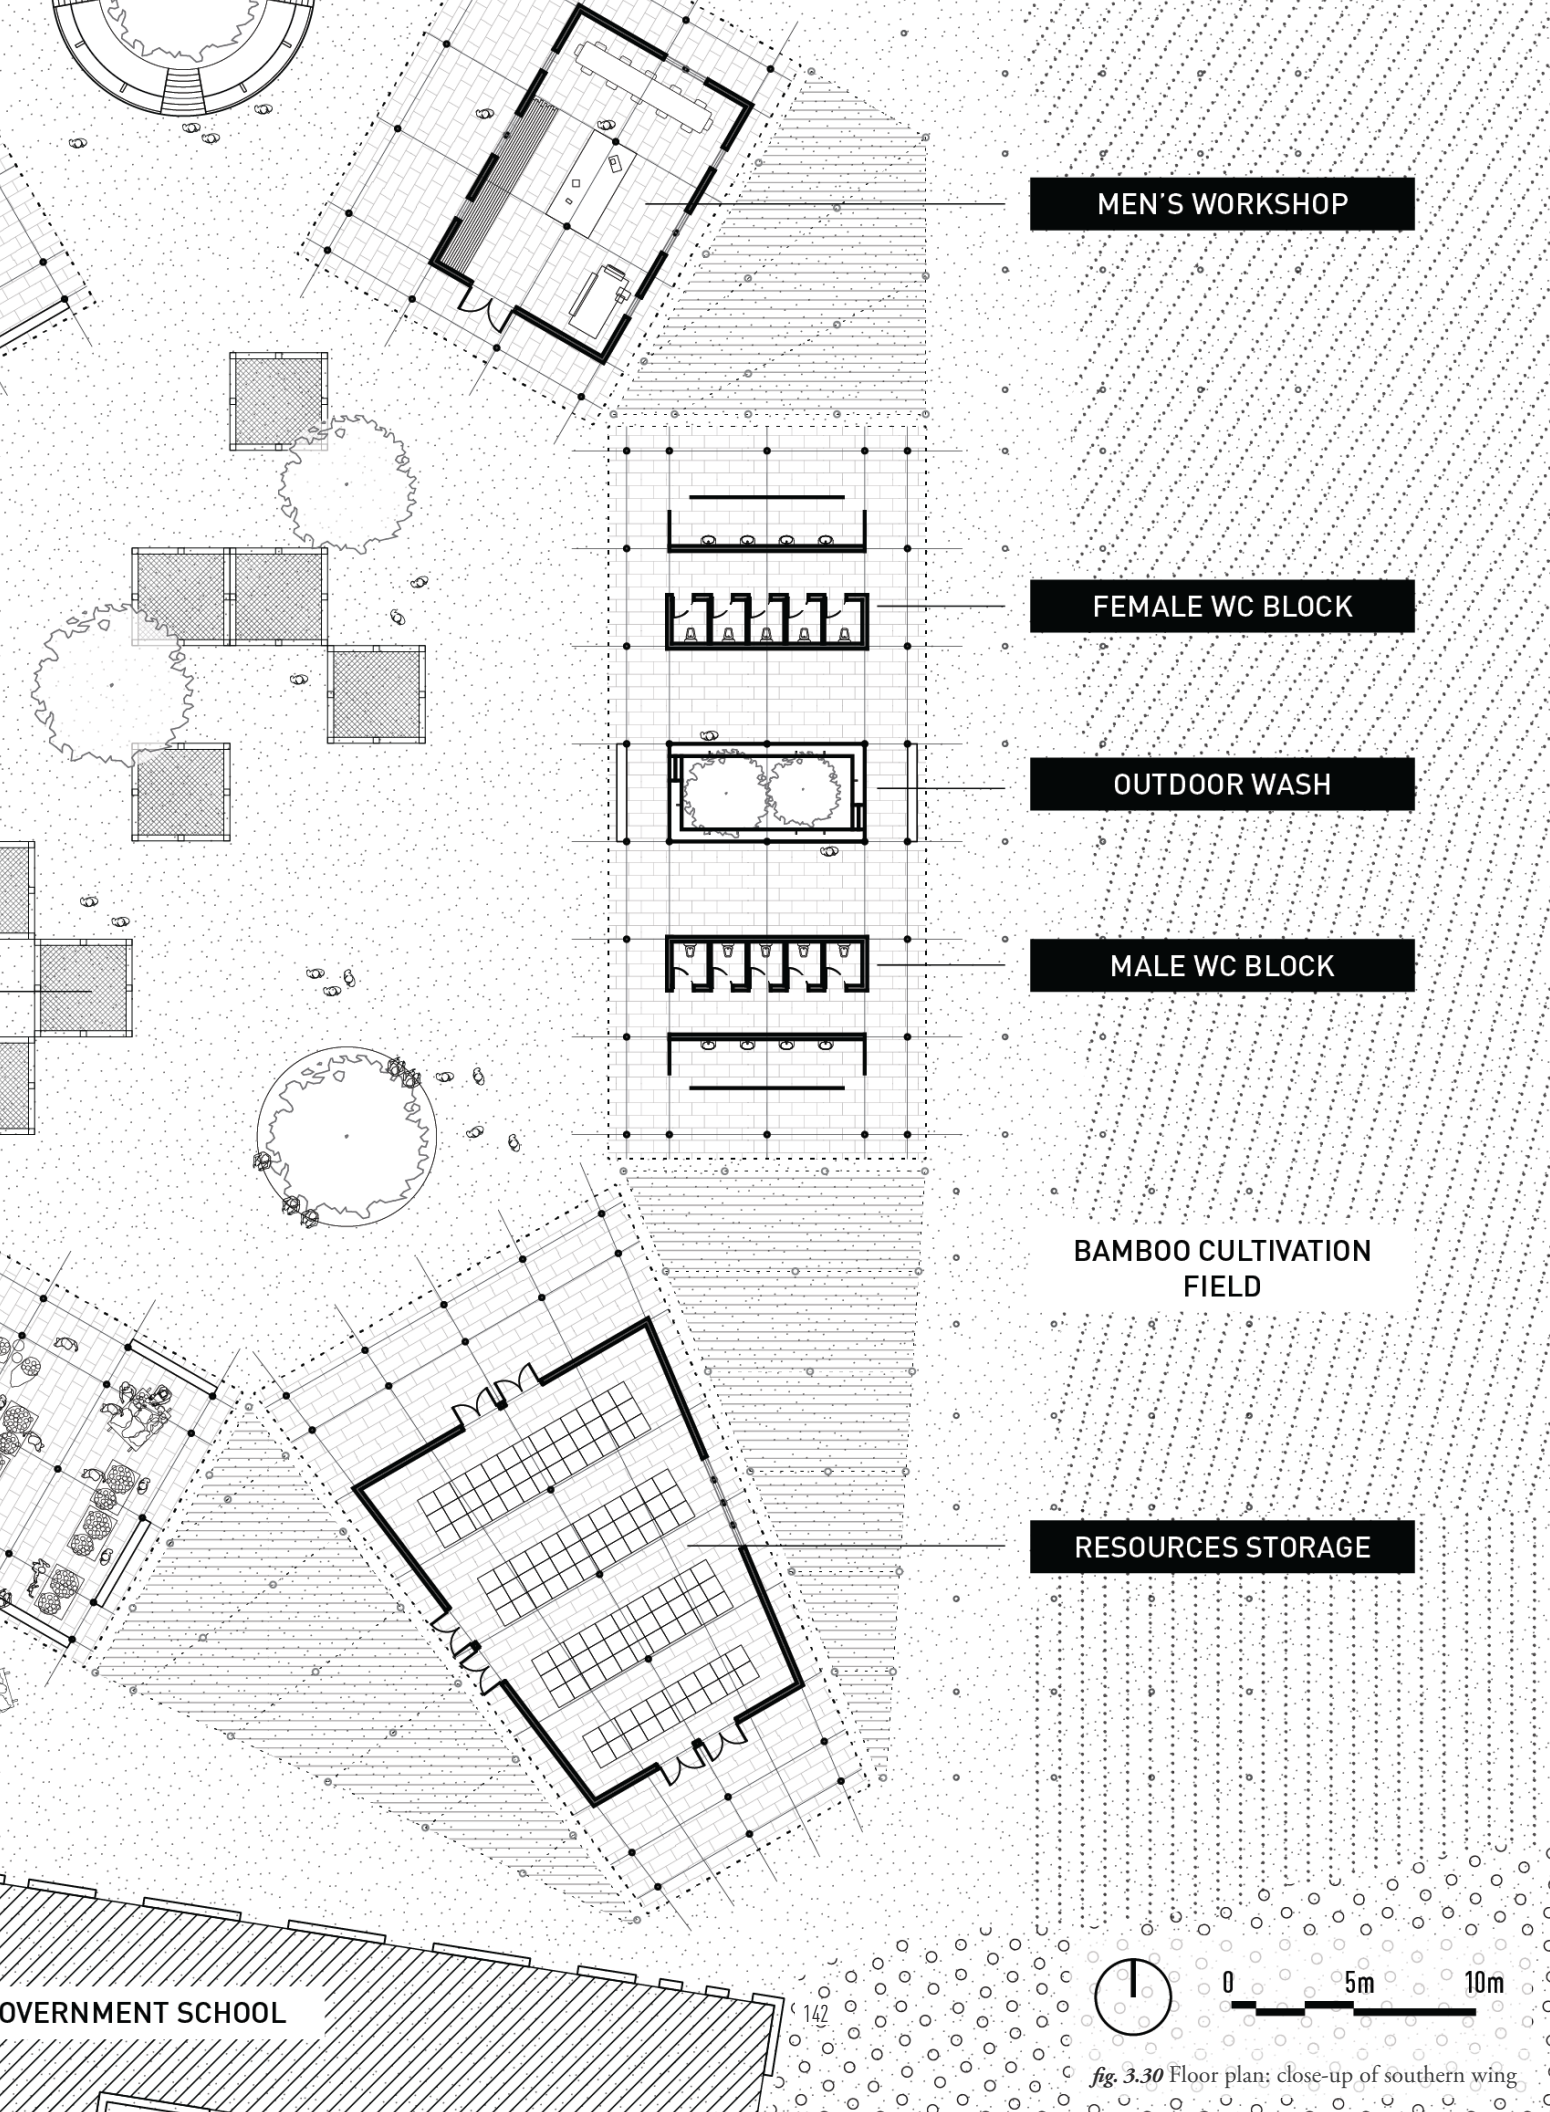 MEN'S WORKSHOP
FEMALE WC BLOCK
OUTDOOR WASH
MALE WC BLOCK
BAMBOO CULTIVATION
FIELD
RESOURCES STORAGE
OVERNMENT SCHOOL
142
0 5m 10m
fig. 3.30 Floor plan: close-up of southern wing